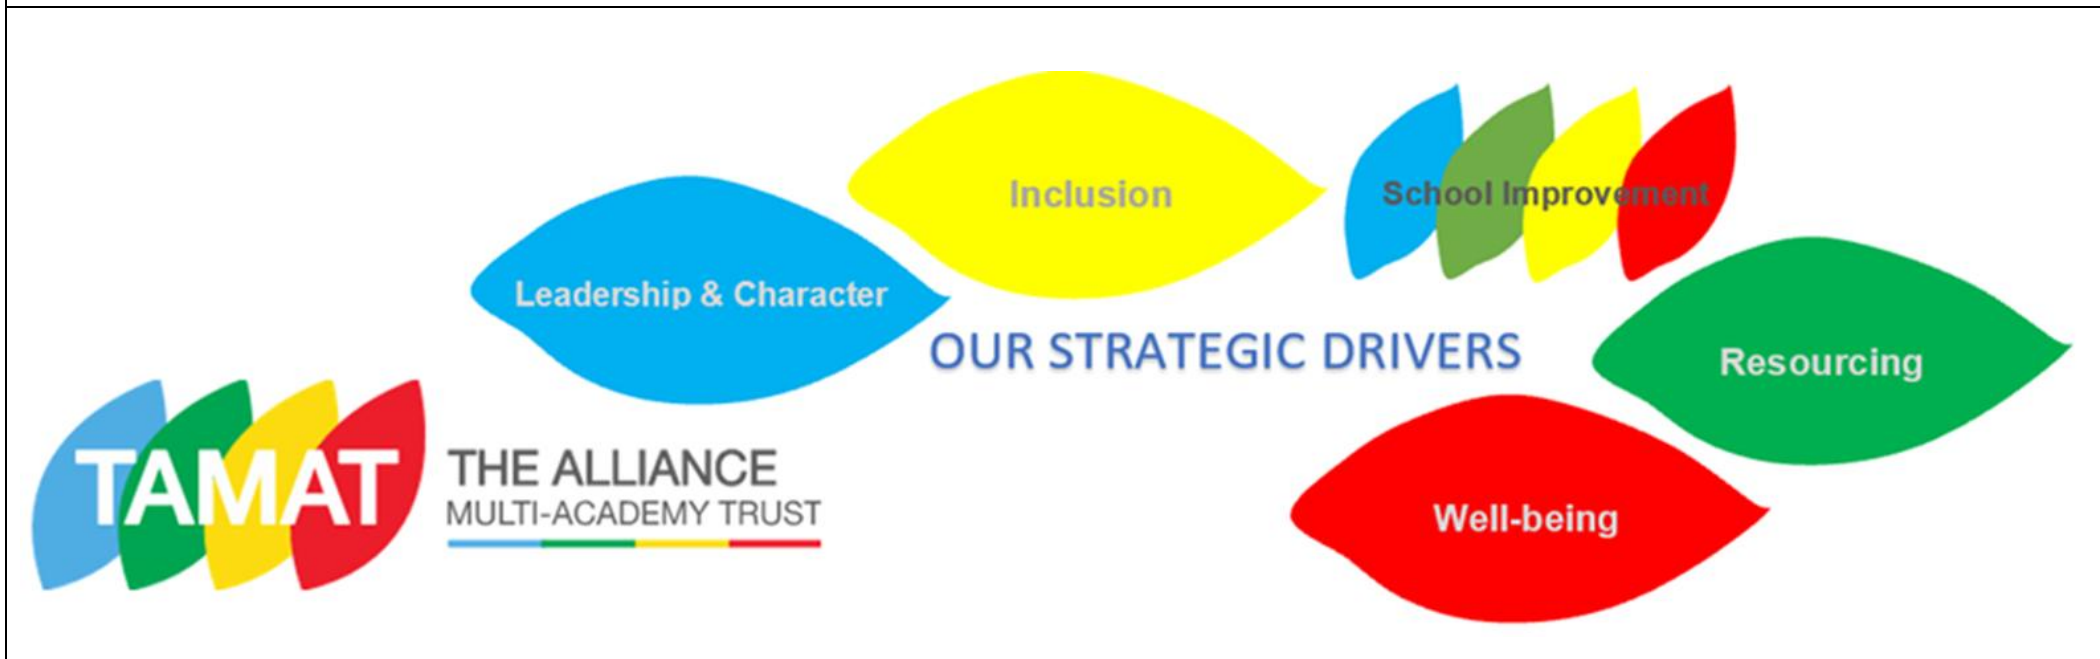 Inclusion
School Improvement
Leadership & Character
OUR STRATEGIC DRIVERS
Resourcing
TAMAT
THE ALLIANCE
MULTI-ACADEMY TRUST
Well-being